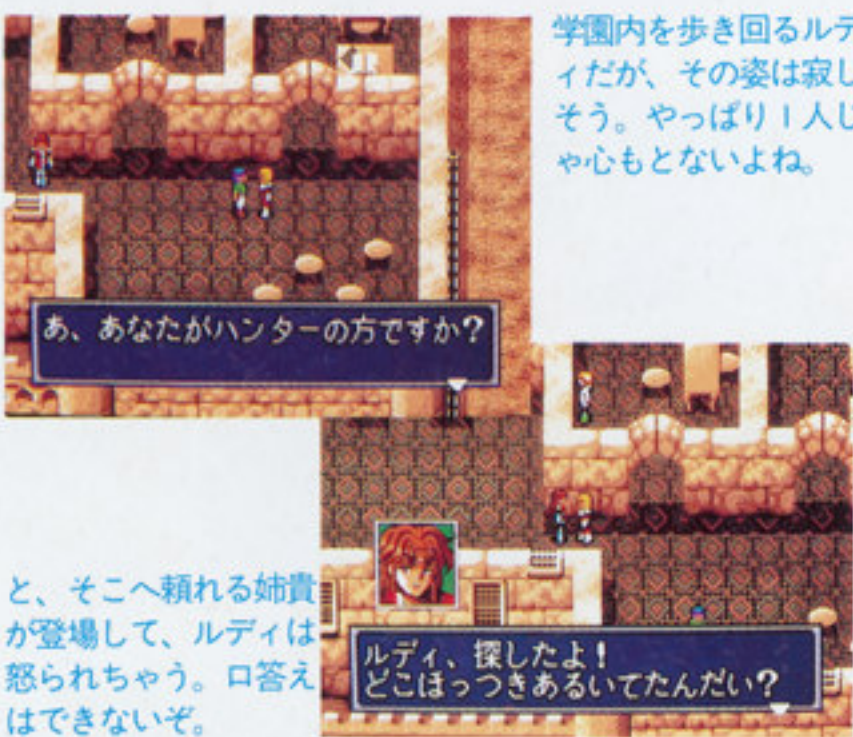 学園内を歩き回るルデ
ィだが、その姿は寂し
そう。やっぱり1人じ
ゃ心もとないよね。
あ、あなたがハンターの方ですか?
と、そこへ頼れる姉貴
が登場して、ルディは
怒られちゃう。口答え
はできないぞ。
ルディ、探したよ!
どこほっつきあるいてたんだい?